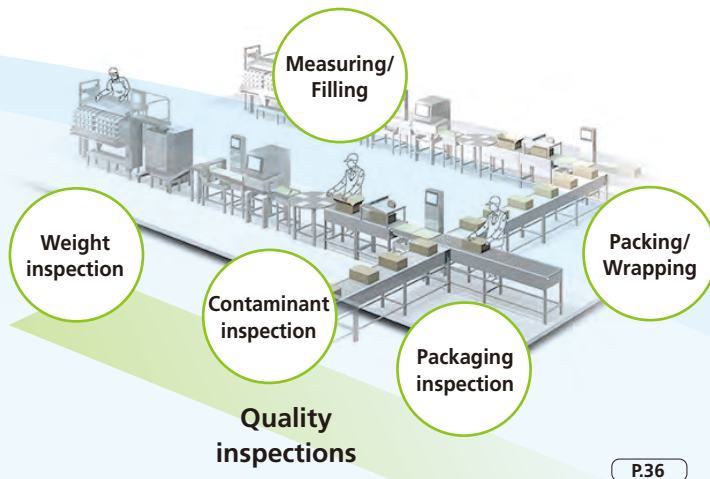 Measuring/
Filling
Weight
inspection
Contaminant
inspection
Packaging
inspection
Packing/
Wrapping
Quality
inspections
P.36